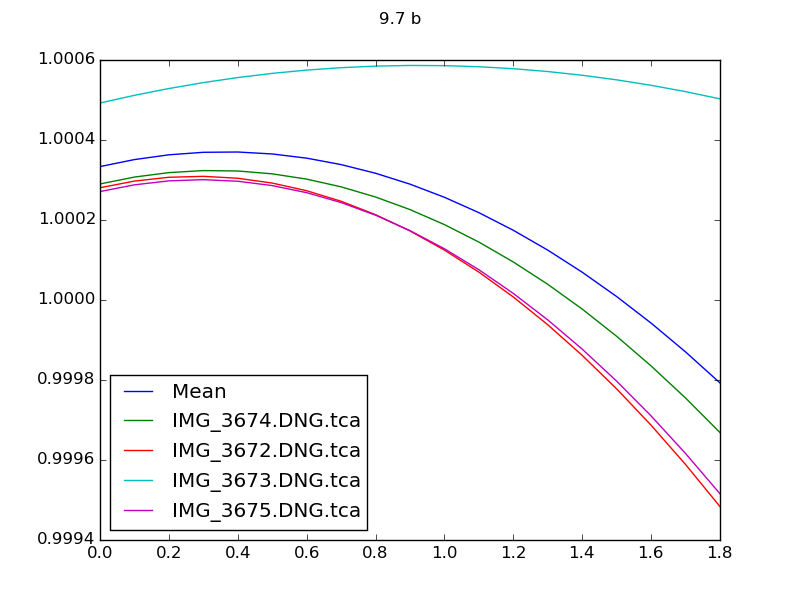 9.7 b
1.0006
1.0004
1.0002
1.0000
0.9998
0.9996
0.9994
Mean
IMG_3674.DNG.tca
IMG_3672.DNG.tca
IMG_3673.DNG.tca
IMG_3675.DNG.tca
0.0 0.2 0.4 0.6 0.8 1.0 1.2 1.4 1.6 1.8